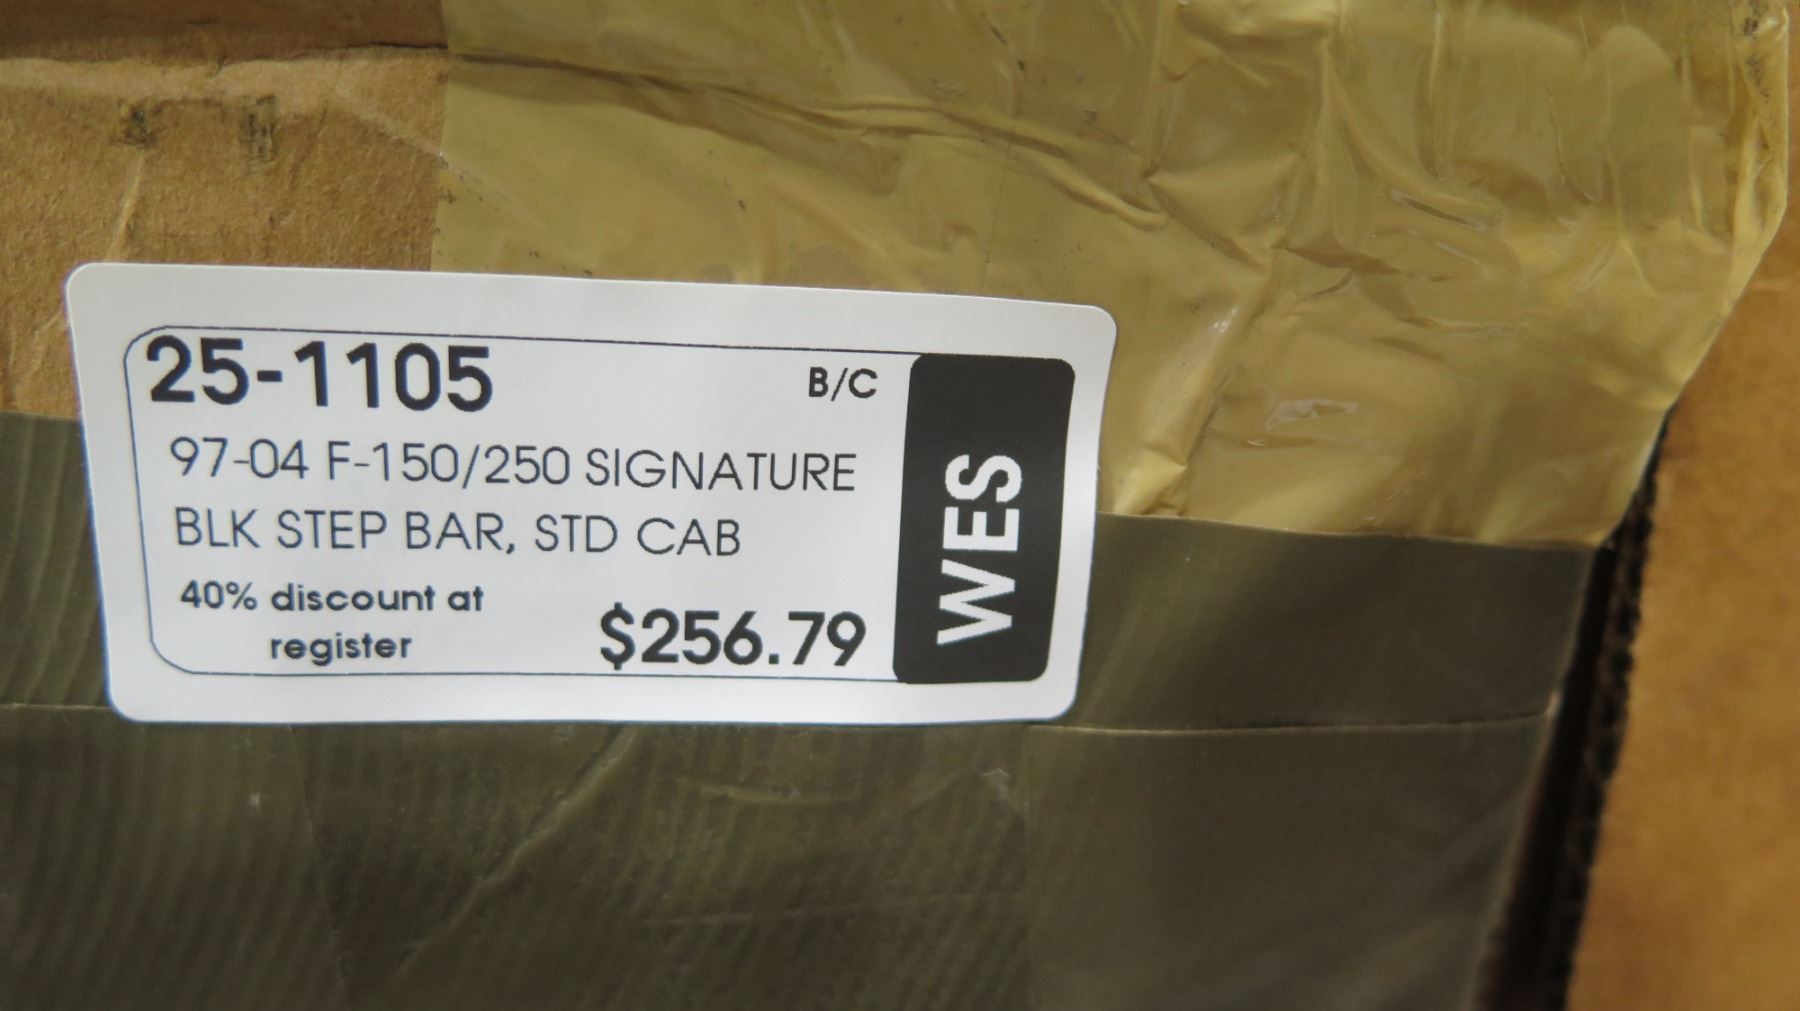 25-1105
B/C
97-04 F-150/250 SIGNATURE
BLK STEP BAR, STD CAB
40% discount at
register
$256.79
WES